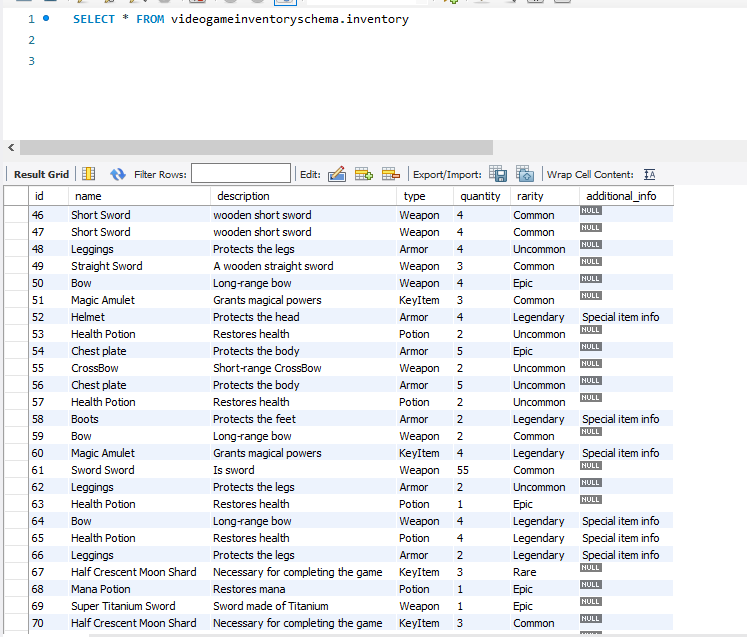 1 SELECT * FROM videogameinventoryschema.inventory
2
3
Result Grid Filter Rows: Edit: Export/Import: Wrap Cell Content:
id name description type quantity rarity additional_info
46 Short Sword wooden short sword Weapon 4 Common NULL
47 Short Sword wooden short sword Weapon 4 Common NULL
48 Leggings Protects the legs Armor 4 Uncommon NULL
49 Straight Sword A wooden straight sword Weapon 3 Common NULL
50 Bow Long-range bow Weapon 4 Epic NULL
51 Magic Amulet Grants magical powers KeyItem 3 Common NULL
52 Helmet Protects the head Armor 4 Legendary Special item info
53 Health Potion Restores health Potion 2 Uncommon NULL
54 Chest plate Protects the body Armor 5 Epic NULL
55 CrossBow Short-range CrossBow Weapon 2 Uncommon NULL
56 Chest plate Protects the body Armor 5 Uncommon NULL
57 Health Potion Restores health Potion 2 Uncommon NULL
58 Boots Protects the feet Armor 2 Legendary Special item info
59 Bow Long-range bow Weapon 2 Common NULL
60 Magic Amulet Grants magical powers KeyItem 4 Legendary Special item info
61 Sword Sword Is sword Weapon 55 Common NULL
62 Leggings Protects the legs Armor 2 Uncommon NULL
63 Health Potion Restores health Potion 1 Epic NULL
64 Bow Long-range bow Weapon 4 Legendary Special item info
65 Health Potion Restores health Potion 4 Legendary Special item info
66 Leggings Protects the legs Armor 2 Legendary Special item info
67 Half Crescent Moon Shard Necessary for completing the game KeyItem 3 Rare NULL
68 Mana Potion Restores mana Potion 1 Epic NULL
69 Super Titanium Sword Sword made of Titanium Weapon 1 Epic NULL
70 Half Crescent Moon Shard Necessary for completing the game KeyItem 3 Common NULL